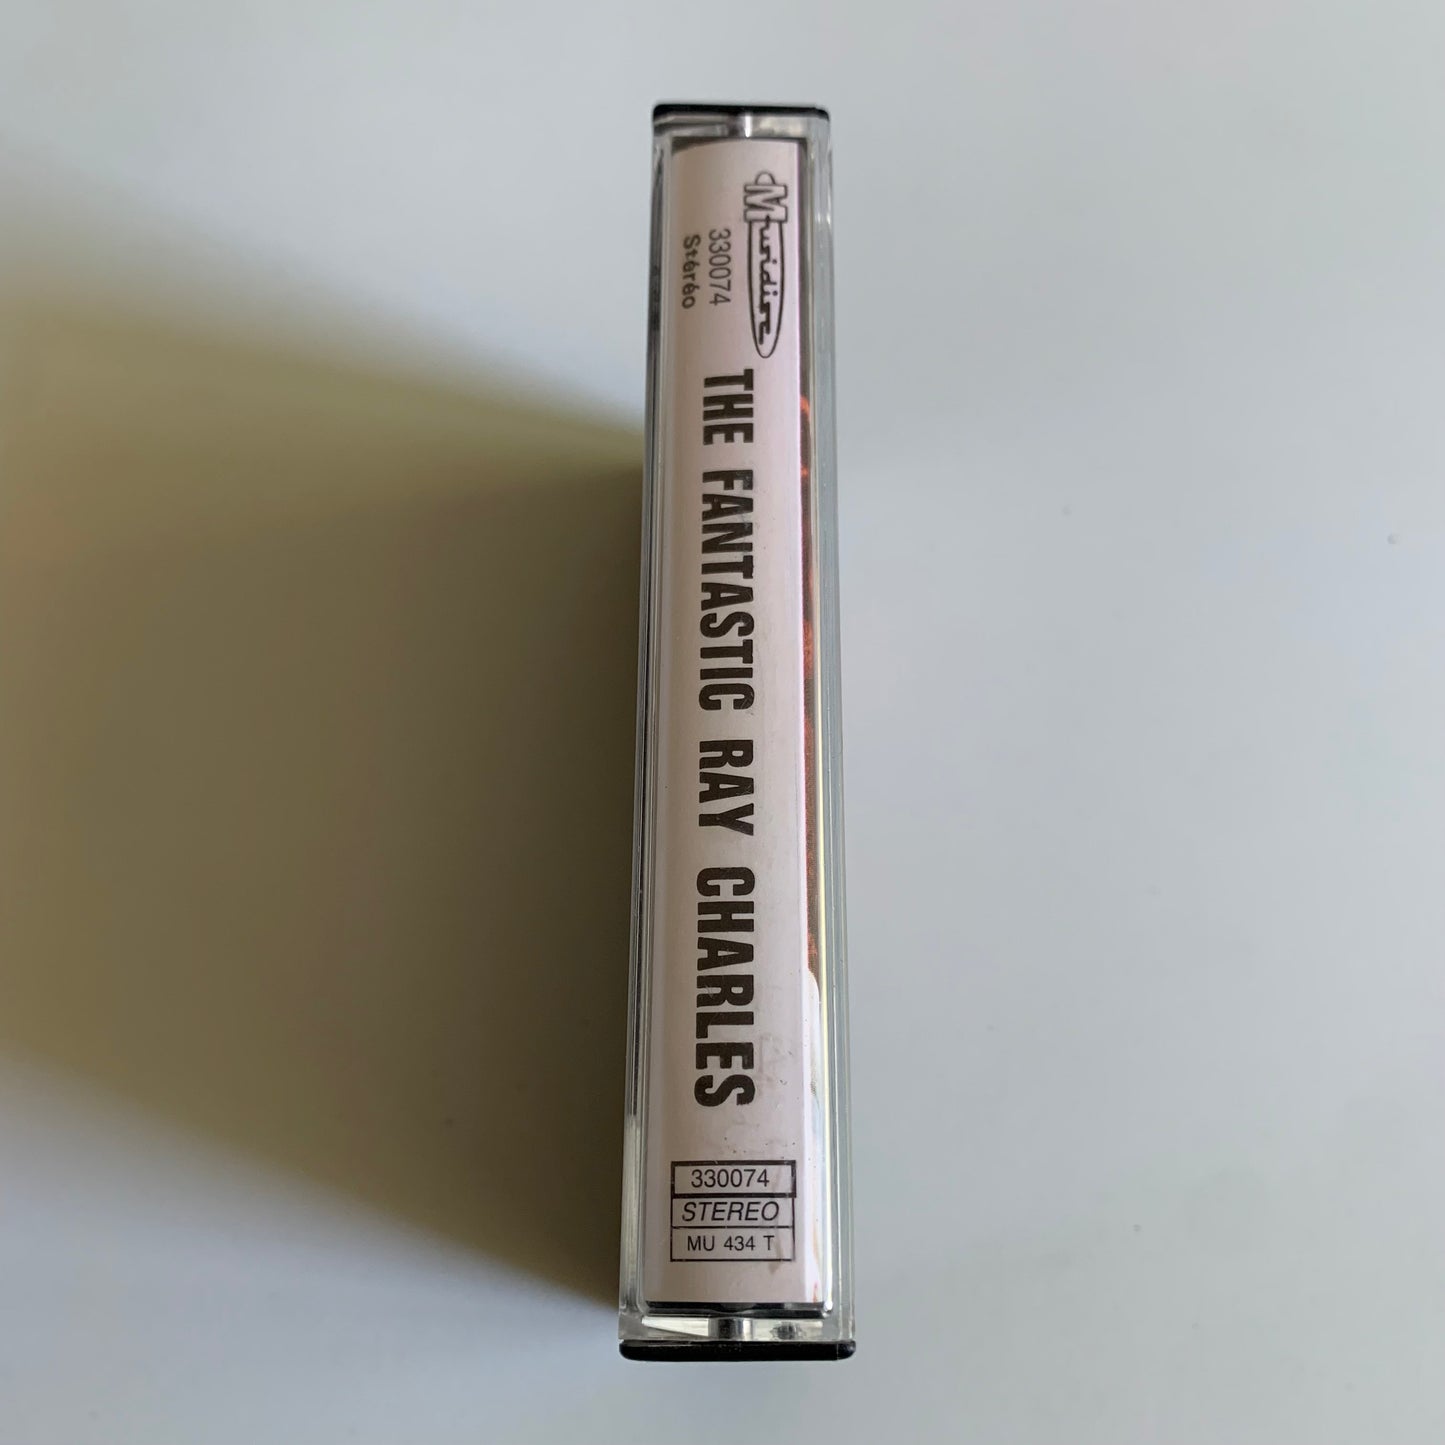 Musidisc
330074
Stéréo
THE FANTASTIC RAY CHARLES
330074
STEREO
MU 434 T